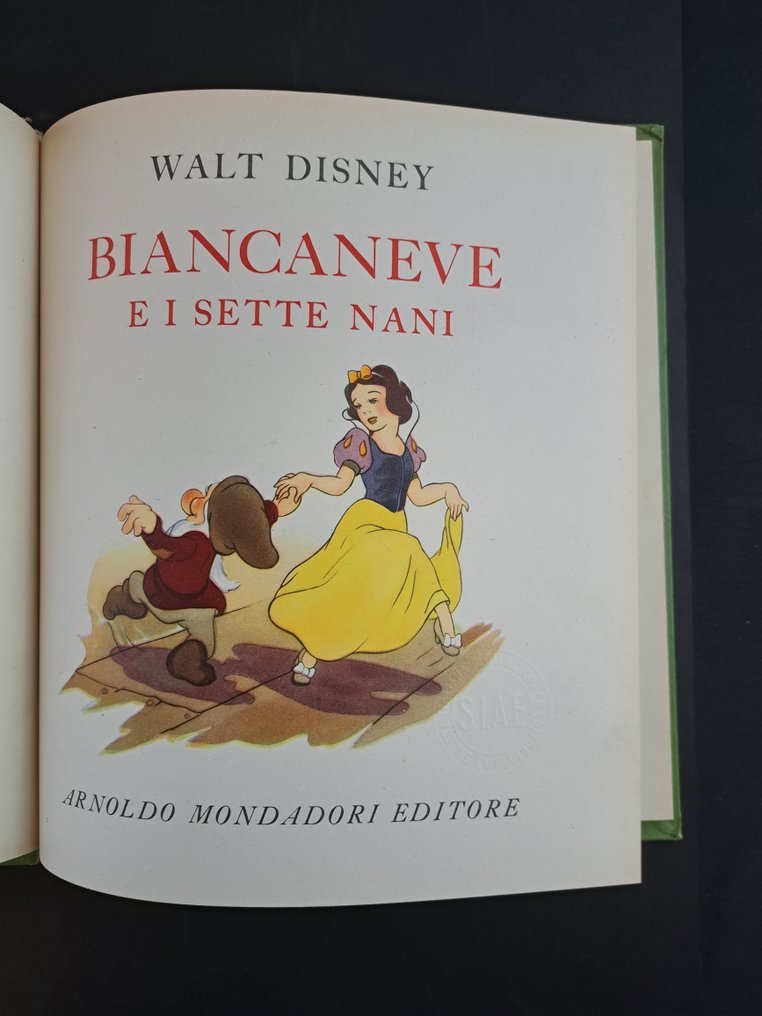 WALT DISNEY
BIANCANEVE
E I SETTE NANI
S.I.A.E.
ARNOLDO MONDADORI EDITORE